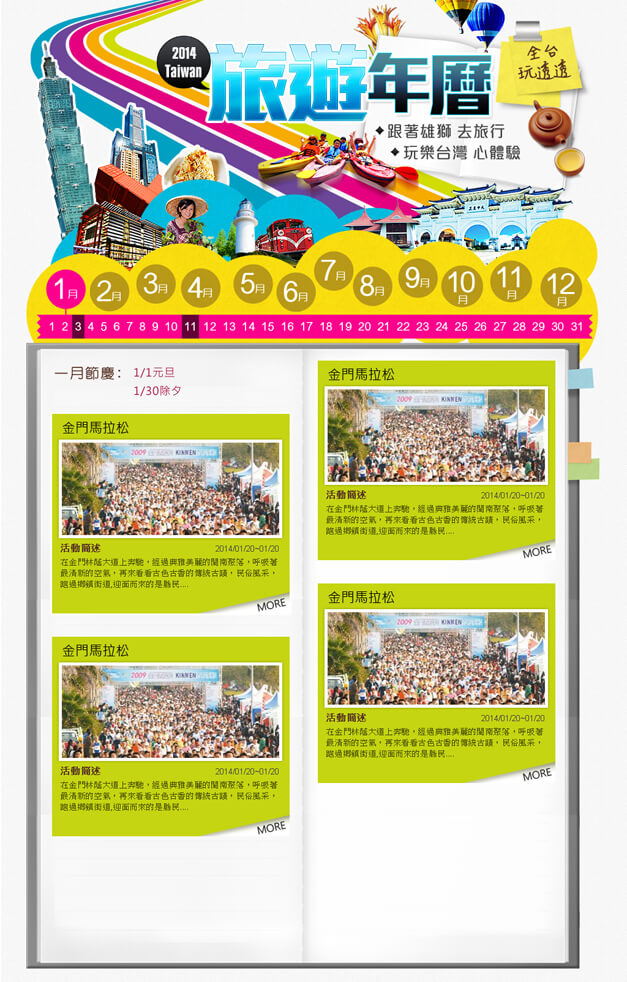 2014
Taiwan
旅遊年曆
全台
玩透透
◆跟著雄獅 去旅行
◆玩樂台灣 心體驗
1月 2月 3月 4月 5月 6月 7月 8月 9月 10月 11月 12月
1 2 3 4 5 6 7 8 9 10 11 12 13 14 15 16 17 18 19 20 21 22 23 24 25 26 27 28 29 30 31
一月節慶： 1/1元旦
1/30除夕
金門馬拉松
2009 KINMEN
活動簡述 2014/01/20~01/20
在金門林蔭大道上奔馳，經過典雅美麗的閩南聚落，呼吸著
最清新的空氣，再來看看古色古香的傳統古蹟，民俗風采，
跑過鄉鎮街道,迎面而來的是縣民....
MORE
金門馬拉松
2009 KINMEN
活動簡述 2014/01/20~01/20
在金門林蔭大道上奔馳，經過典雅美麗的閩南聚落，呼吸著
最清新的空氣，再來看看古色古香的傳統古蹟，民俗風采，
跑過鄉鎮街道,迎面而來的是縣民....
MORE
金門馬拉松
2009 KINMEN
活動簡述 2014/01/20~01/20
在金門林蔭大道上奔馳，經過典雅美麗的閩南聚落，呼吸著
最清新的空氣，再來看看古色古香的傳統古蹟，民俗風采，
跑過鄉鎮街道,迎面而來的是縣民....
MORE
金門馬拉松
2009 KINMEN
活動簡述 2014/01/20~01/20
在金門林蔭大道上奔馳，經過典雅美麗的閩南聚落，呼吸著
最清新的空氣，再來看看古色古香的傳統古蹟，民俗風采，
跑過鄉鎮街道,迎面而來的是縣民....
MORE